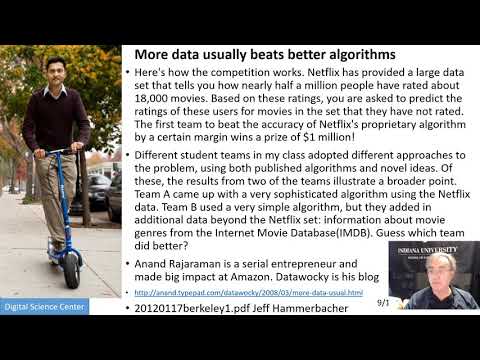 More data usually beats better algorithms
• Here's how the competition works. Netflix has provided a large data
set that tells you how nearly half a million people have rated about
18,000 movies. Based on these ratings, you are asked to predict the
ratings of these users for movies in the set that they have not rated.
The first team to beat the accuracy of Netflix's proprietary algorithm
by a certain margin wins a prize of $1 million!
• Different student teams in my class adopted different approaches to
the problem, using both published algorithms and novel ideas. Of
these, the results from two of the teams illustrate a broader point.
Team A came up with a very sophisticated algorithm using the Netflix
data. Team B used a very simple algorithm, but they added in
additional data beyond the Netflix set: information about movie
genres from the Internet Movie Database(IMDB). Guess which team
did better?
• Anand Rajaraman is a serial entrepreneur and
made big impact at Amazon. Datawocky is his blog
• http://anand.typepad.com/datawocky/2008/03/more-data-usual.html
• 20120117berkeley1.pdf Jeff Hammerbacher
Digital Science Center
9/1
INDIANA UNIVERSITY